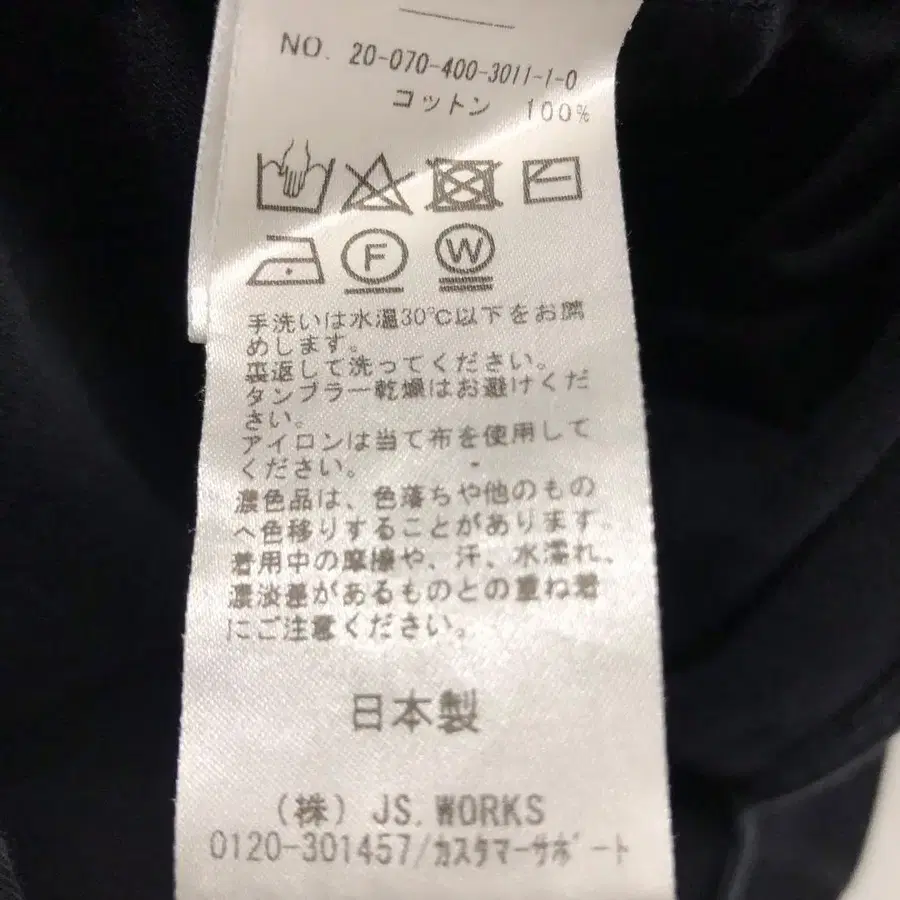 NO. 20-070-400-3011-1-0
コットン 100%
F W
手洗いは水温30℃以下をお薦
めします。
裏返して洗ってください。
タンブラー乾燥はお避けくだ
さい。
アイロンは当て布を使用して
ください。
濃色品は、色落ちや他のもの
へ色移りすることがあります。
着用中の摩擦や、汗、水濡れ、
濃淡差があるものとの重ね着
にご注意ください。
日本製
(株) JS.WORKS
0120-301457/カスタマーサポート